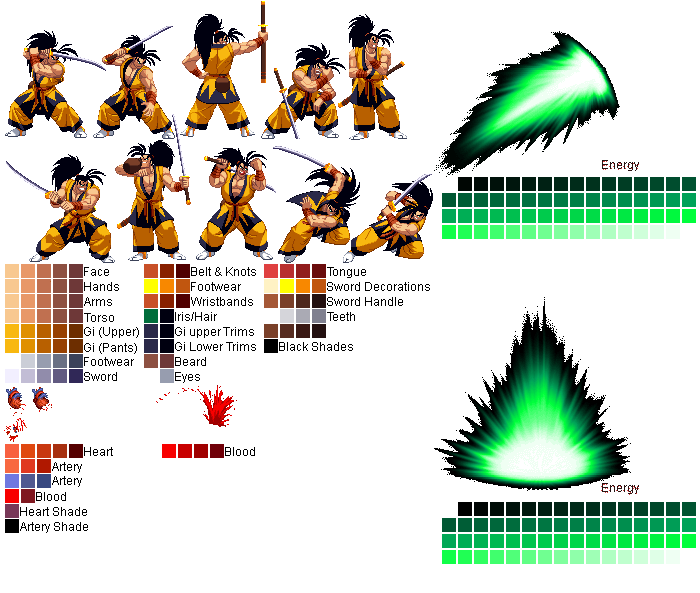 Energy
Face
Hands
Arms
Torso
Gi (Upper)
Gi (Pants)
Footwear
Sword
Belt & Knots
Footwear
Wristbands
Iris/Hair
Gi upper Trims
Gi Lower Trims
Beard
Eyes
Tongue
Sword Decorations
Sword Handle
Teeth
Black Shades
Heart
Artery
Artery
Blood
Heart Shade
Artery Shade
Blood
Energy